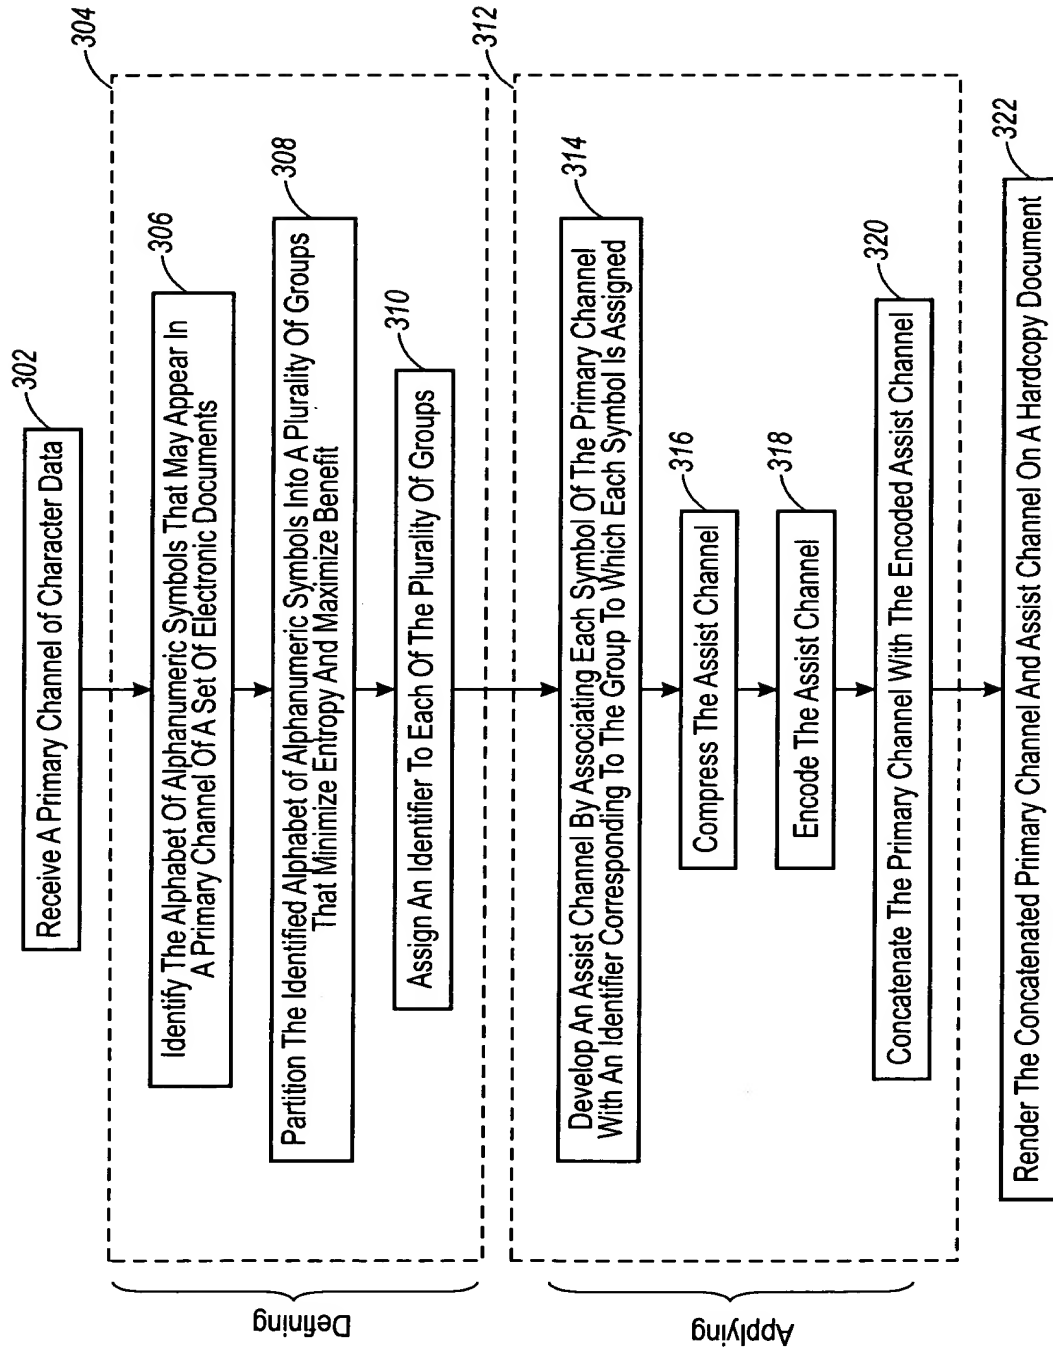 302
Receive A Primary Channel of Character Data
304
306
Identify The Alphabet Of Alphanumeric Symbols That May Appear In
A Primary Channel Of A Set Of Electronic Documents
308
Partition The Identified Alphabet of Alphanumeric Symbols Into A Plurality Of Groups
That Minimize Entropy And Maximize Benefit
310
Assign An Identifier To Each Of The Plurality Of Groups
Defining
312
314
Develop An Assist Channel By Associating Each Symbol Of The Primary Channel
With An Identifier Corresponding To The Group To Which Each Symbol Is Assigned
316
Compress The Assist Channel
318
Encode The Assist Channel
320
Concatenate The Primary Channel With The Encoded Assist Channel
Applying
322
Render The Concatenated Primary Channel And Assist Channel On A Hardcopy Document